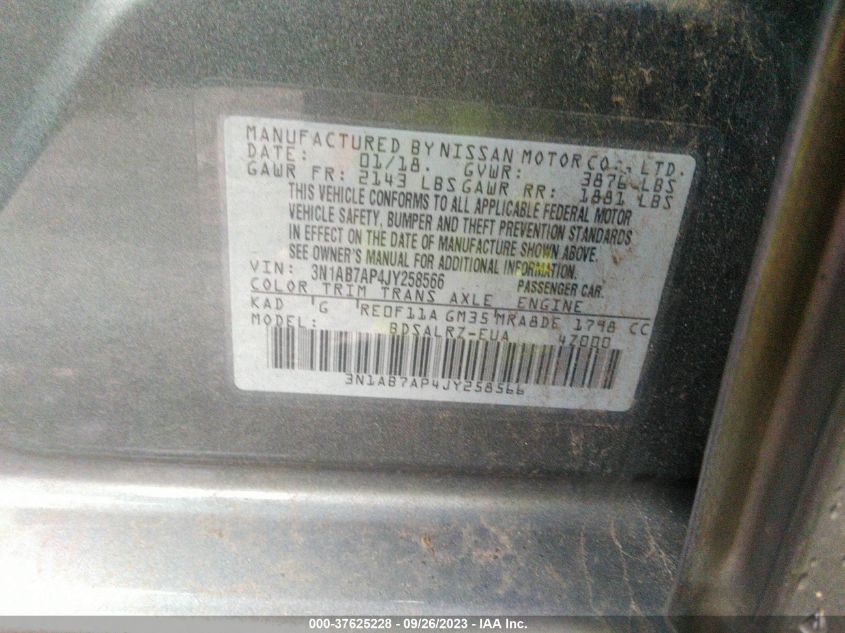 MANUFACTURED BY NISSAN MOTOR CO., LTD.
DATE: 01/18. GVWR: 3876 LBS
GAWR FR: 2143 LBS GAWR RR: 1881 LBS
THIS VEHICLE CONFORMS TO ALL APPLICABLE FEDERAL MOTOR
VEHICLE SAFETY, BUMPER AND THEFT PREVENTION STANDARDS
IN EFFECT ON THE DATE OF MANUFACTURE SHOWN ABOVE.
SEE OWNER'S MANUAL FOR ADDITIONAL INFORMATION.
VIN: 3N1AB7AP4JY258566 PASSENGER CAR.
COLOR TRIM TRANS AXLE ENGINE
KAD G RE0F11A GM35 MRA8DE 1798 CC
MODEL: BDSALRZ-EUA 4Z000
3N1AB7AP4JY258566
000-37625228 - 09/26/2023 - IAA Inc.